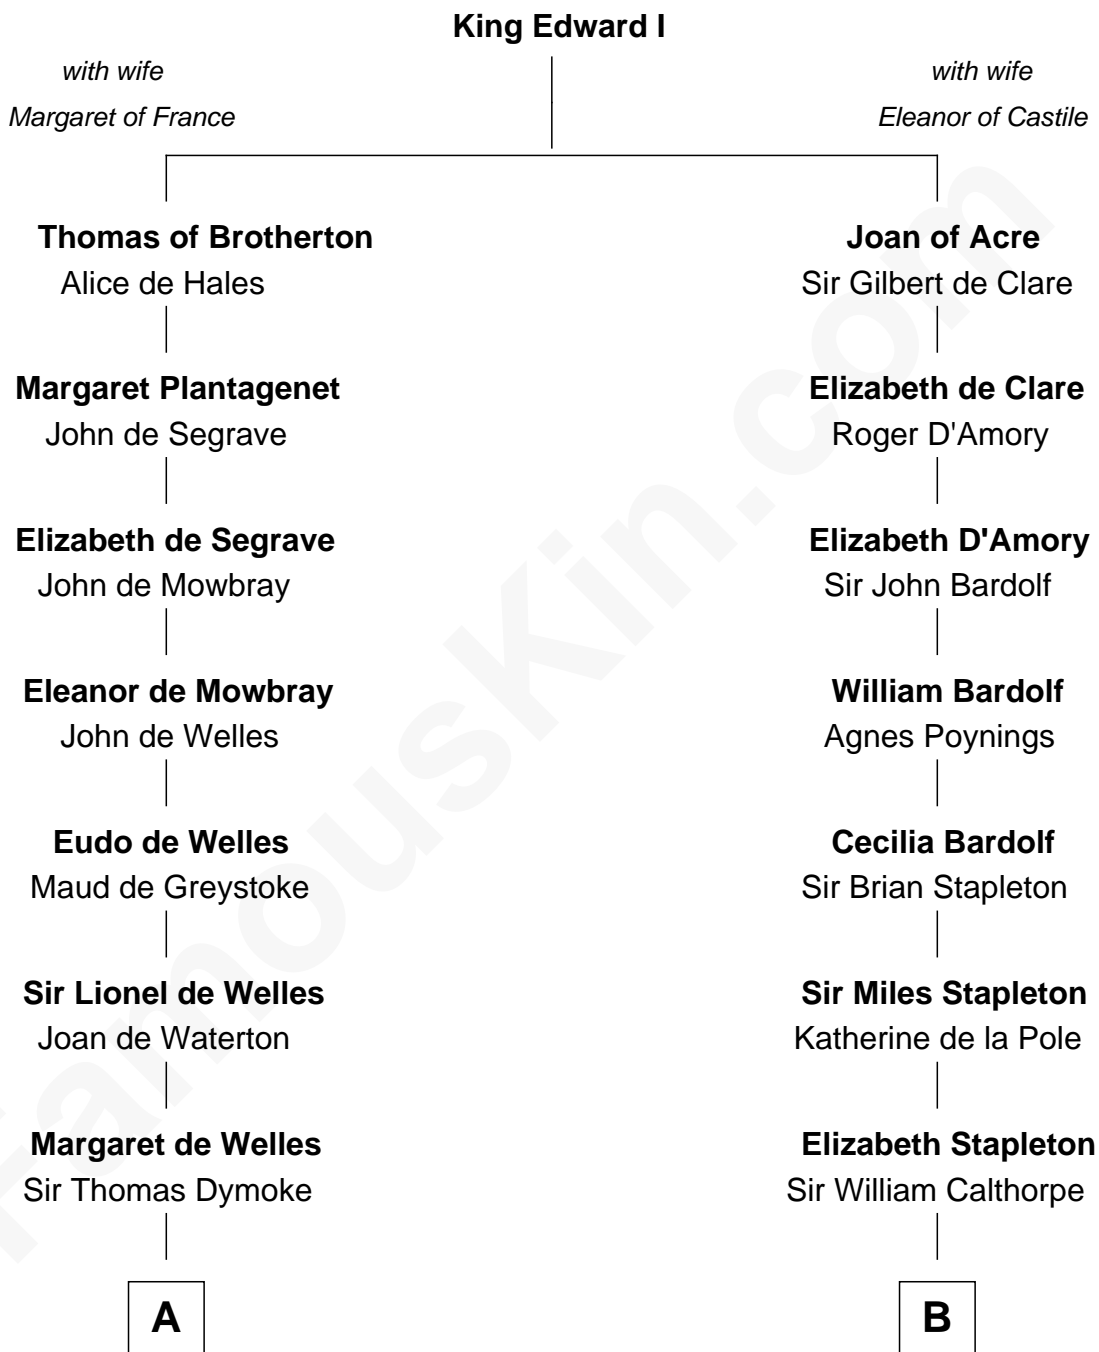 King Edward I
with wife
Margaret of France
with wife
Eleanor of Castile
Thomas of Brotherton
Alice de Hales
Joan of Acre
Sir Gilbert de Clare
Margaret Plantagenet
John de Segrave
Elizabeth de Clare
Roger D'Amory
Elizabeth de Segrave
John de Mowbray
Elizabeth D'Amory
Sir John Bardolf
Eleanor de Mowbray
John de Welles
William Bardolf
Agnes Poynings
Eudo de Welles
Maud de Greystoke
Cecilia Bardolf
Sir Brian Stapleton
Sir Lionel de Welles
Joan de Waterton
Sir Miles Stapleton
Katherine de la Pole
Margaret de Welles
Sir Thomas Dymoke
Elizabeth Stapleton
Sir William Calthorpe
A
B
FamousKin.com